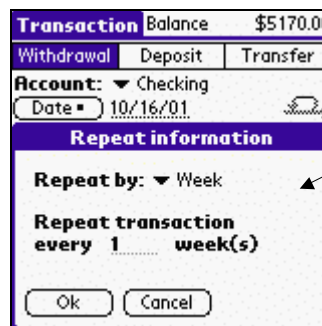 Transaction Balance $5170.0
Withdrawal Deposit Transfer
Account: Checking
Date 10/16/01
Repeat information
Repeat by: Week
Repeat transaction
every 1 week(s)
Ok Cancel